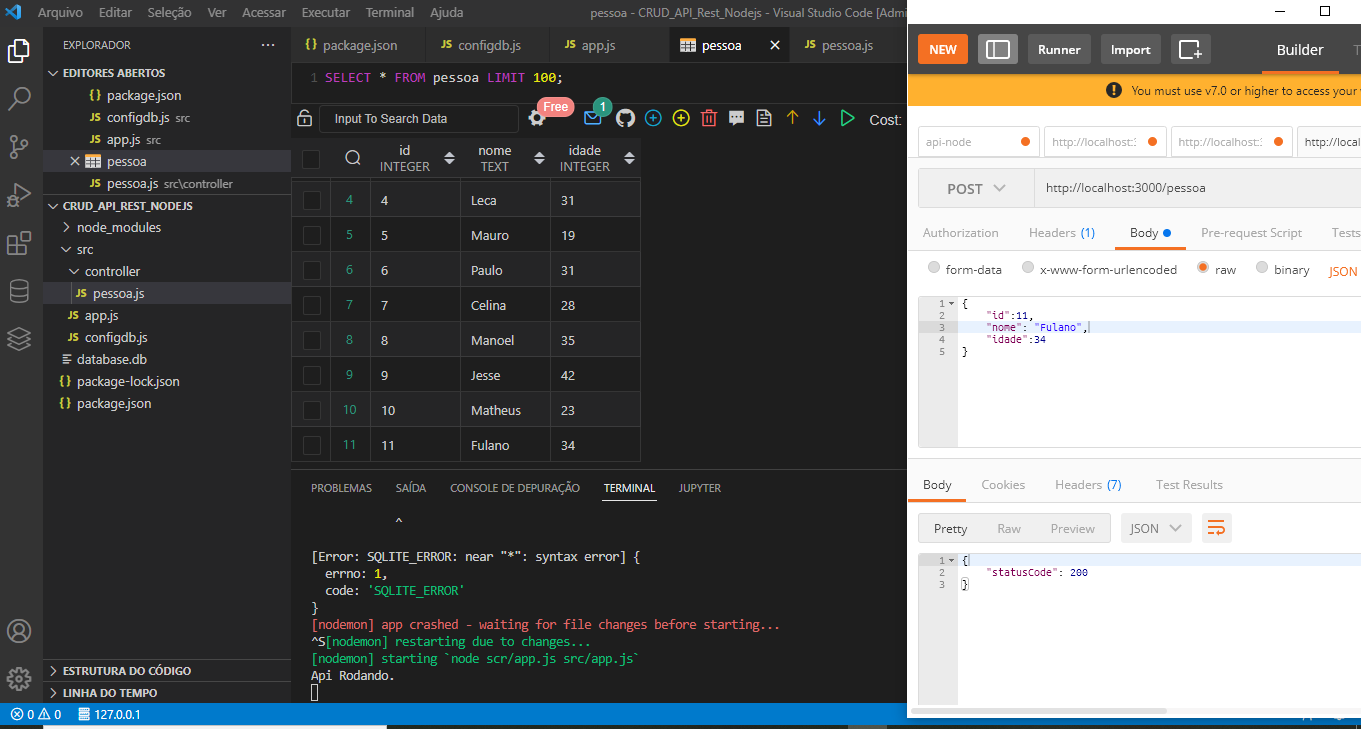 Arquivo Editar Seleção Ver Acessar Executar Terminal Ajuda pessoa - CRUD_API_Rest_Nodejs - Visual Studio Code [Admi
EXPLORADOR
EDITORES ABERTOS
{} package.json
JS configdb.js src
JS app.js src
pessoa
JS pessoa.js src\controller
CRUD_API_REST_NODEJS
node_modules
src
controller
JS pessoa.js
JS app.js
JS configdb.js
database.db
{} package-lock.json
{} package.json
ESTRUTURA DO CÓDIGO
LINHA DO TEMPO
0 0 127.0.0.1
{} package.json JS configdb.js JS app.js pessoa JS pessoa.js
1 SELECT * FROM pessoa LIMIT 100;
Input To Search Data Free 1 Cost:
id nome idade
INTEGER TEXT INTEGER
4 4 Leca 31
5 5 Mauro 19
6 6 Paulo 31
7 7 Celina 28
8 8 Manoel 35
9 9 Jesse 42
10 10 Matheus 23
11 11 Fulano 34
PROBLEMAS SAÍDA CONSOLE DE DEPURAÇÃO TERMINAL JUPYTER
^
[Error: SQLITE_ERROR: near "*": syntax error] {
errno: 1,
code: 'SQLITE_ERROR'
}
[nodemon] app crashed - waiting for file changes before starting...
^S[nodemon] restarting due to changes...
[nodemon] starting `node scr/app.js src/app.js`
Api Rodando.
NEW Runner Import Builder T
You must use v7.0 or higher to access your
api-node http://localhost:3 http://localhost:3 http://local
POST http://localhost:3000/pessoa
Authorization Headers (1) Body Pre-request Script Tests
form-data x-www-form-urlencoded raw binary JSON
1 {
2 "id":11,
3 "nome": "Fulano",
4 "idade":34
5 }
Body Cookies Headers (7) Test Results
Pretty Raw Preview JSON
1 {
2 "statusCode": 200
3 }